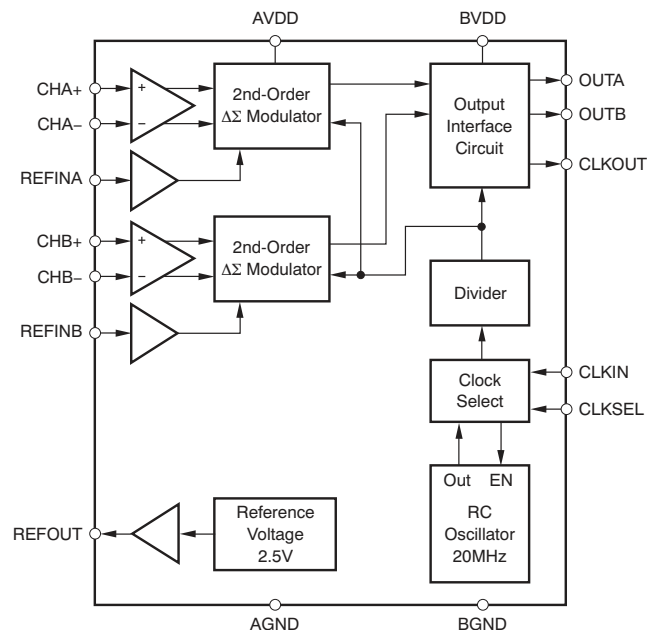 AVDD
BVDD
CHA+
CHA−
REFINA
CHB+
CHB−
REFINB
REFOUT
+
−
2nd-Order
ΔΣ Modulator
+
−
2nd-Order
ΔΣ Modulator
Output
Interface
Circuit
OUTA
OUTB
CLKOUT
Divider
Clock
Select
CLKIN
CLKSEL
Out
EN
RC
Oscillator
20MHz
Reference
Voltage
2.5V
AGND
BGND